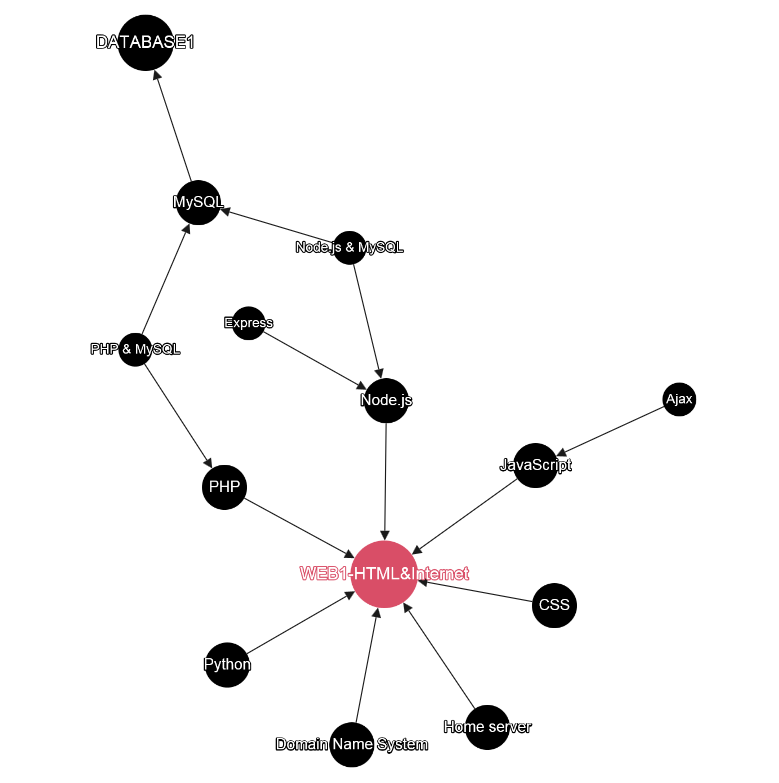 DATABASE1
MySQL
Node.js & MySQL
Express
PHP & MySQL
Node.js
Ajax
JavaScript
PHP
WEB1-HTML&Internet
CSS
Python
Home server
Domain Name System